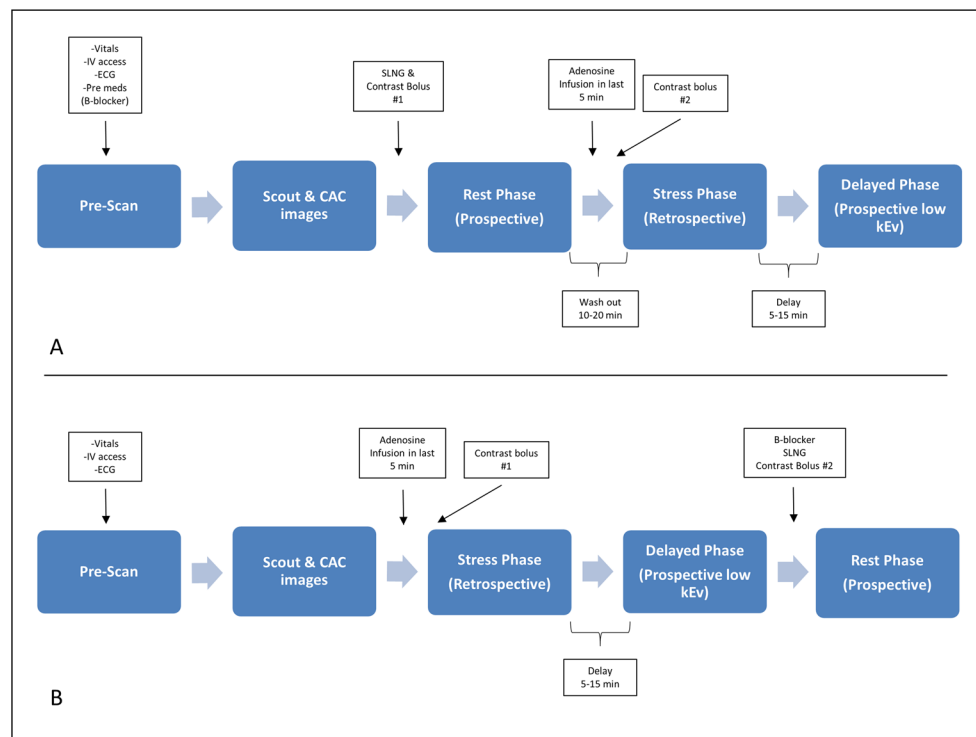 -Vitals
-IV access
-ECG
-Pre meds
(B-blocker)
SLNG &
Contrast Bolus
#1
Adenosine
Infusion in last
5 min
Contrast bolus
#2
Pre-Scan
Scout & CAC
images
Rest Phase
(Prospective)
Stress Phase
(Retrospective)
Delayed Phase
(Prospective low
kEv)
Wash out
10-20 min
Delay
5-15 min
A
-Vitals
-IV access
-ECG
Adenosine
Infusion in last
5 min
Contrast bolus
#1
B-blocker
SLNG
Contrast Bolus #2
Pre-Scan
Scout & CAC
images
Stress Phase
(Retrospective)
Delayed Phase
(Prospective low
kEv)
Rest Phase
(Prospective)
Delay
5-15 min
B